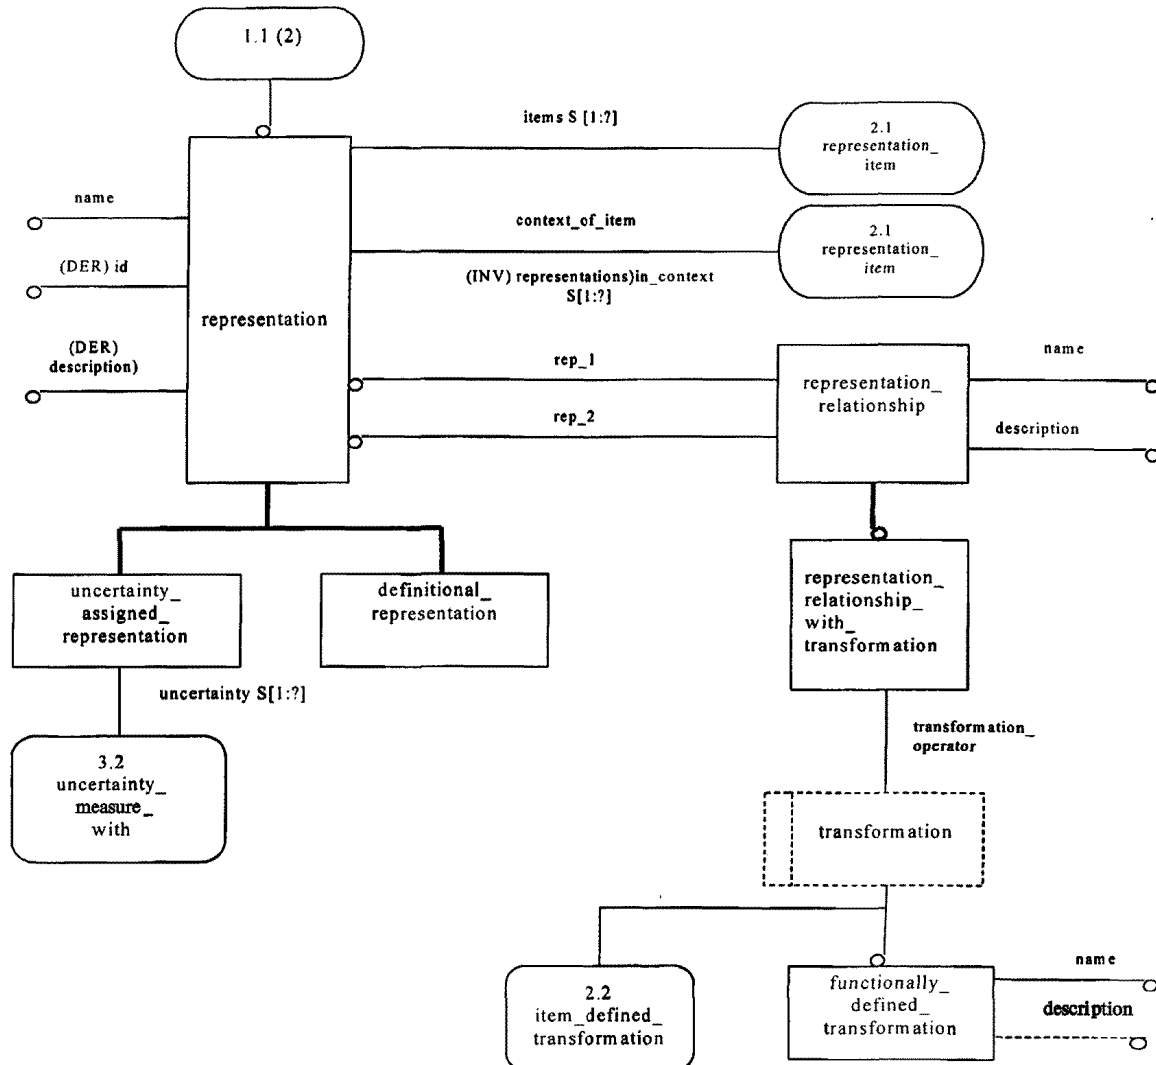 1.1 (2)
items S [1:?]
2.1
representation_
item
name
context_of_item
2.1
representation_
item
(DER) id
(INV) representations)in_context
S[1:?]
representation
(DER)
description)
rep_1
representation_
relationship
name
rep_2
description
uncertainty_
assigned_
representation
definitional_
representation
representation_
relationship_
with_
transformation
uncertainty S[1:?]
transformation_
operator
3.2
uncertainty_
measure_
with
transformation
2.2
item_defined_
transformation
functionally_
defined_
transformation
name
description